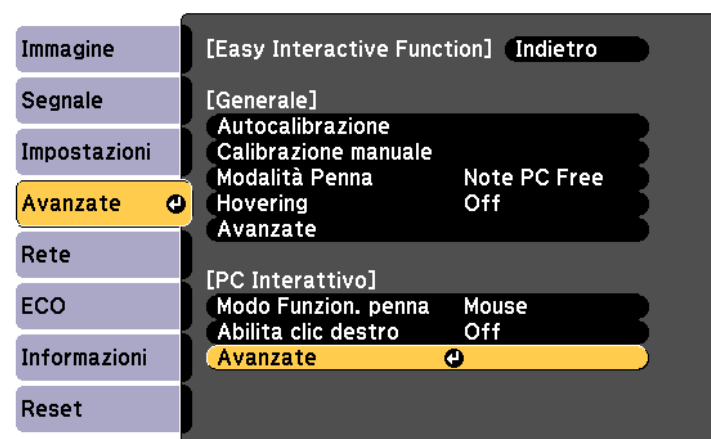 Immagine
Segnale
Impostazioni
Avanzate
Rete
ECO
Informazioni
Reset
[Easy Interactive Function] Indietro
[Generale]
Autocalibrazione
Calibrazione manuale
Modalità Penna Note PC Free
Hovering Off
Avanzate
[PC Interattivo]
Modo Funzion. penna Mouse
Abilita clic destro Off
Avanzate